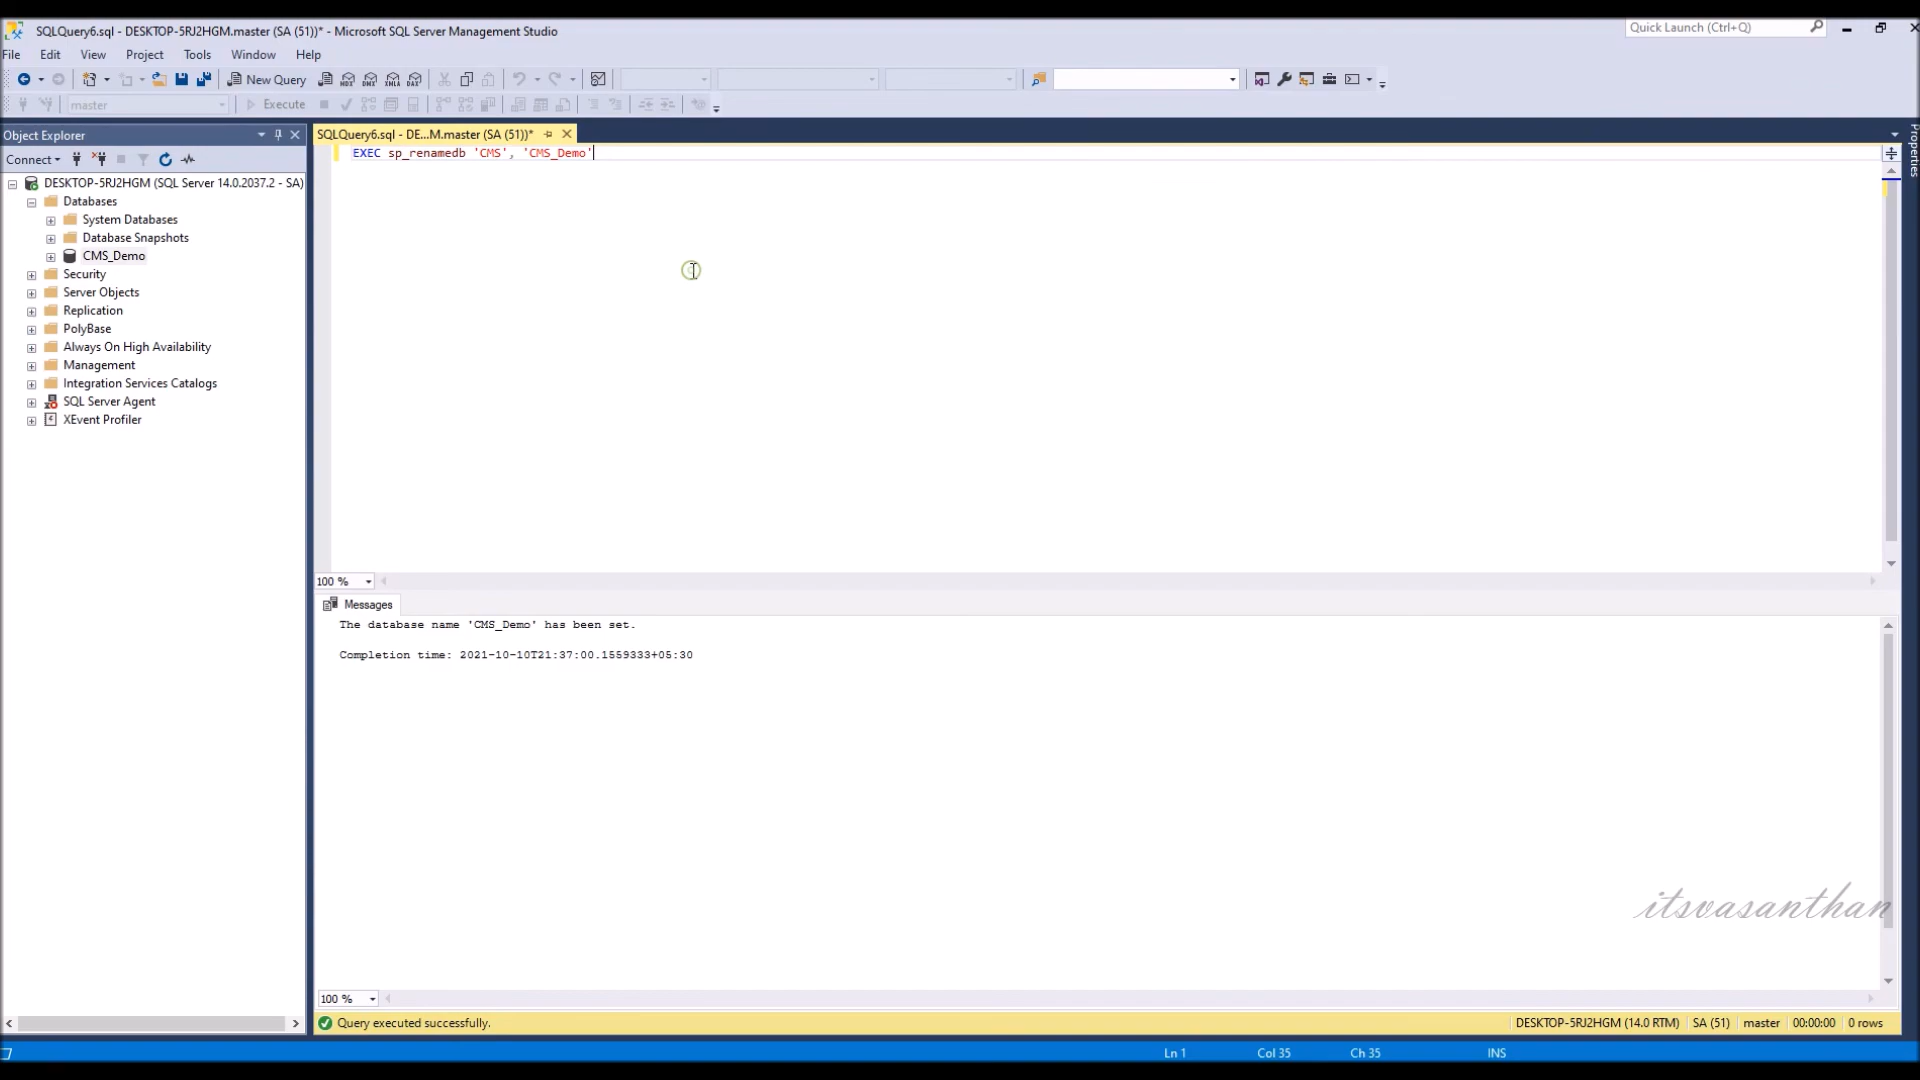 SQLQuery6.sql - DESKTOP-5RJ2HGM.master (SA (51))* - Microsoft SQL Server Management Studio
Quick Launch (Ctrl+Q)
File Edit View Project Tools Window Help
New Query
MDX DMX XMLA DAX
master
Execute
Object Explorer
SQLQuery6.sql - DE...M.master (SA (51))*
Properties
Connect
EXEC sp_renamedb 'CMS', 'CMS_Demo'
DESKTOP-5RJ2HGM (SQL Server 14.0.2037.2 - SA)
Databases
System Databases
Database Snapshots
CMS_Demo
Security
Server Objects
Replication
PolyBase
Always On High Availability
Management
Integration Services Catalogs
SQL Server Agent
XEvent Profiler
100 %
Messages
The database name 'CMS_Demo' has been set.
Completion time: 2021-10-10T21:37:00.1559333+05:30
itsvasanthan
100 %
Query executed successfully.
DESKTOP-5RJ2HGM (14.0 RTM) SA (51) master 00:00:00 0 rows
Ln 1 Col 35 Ch 35 INS